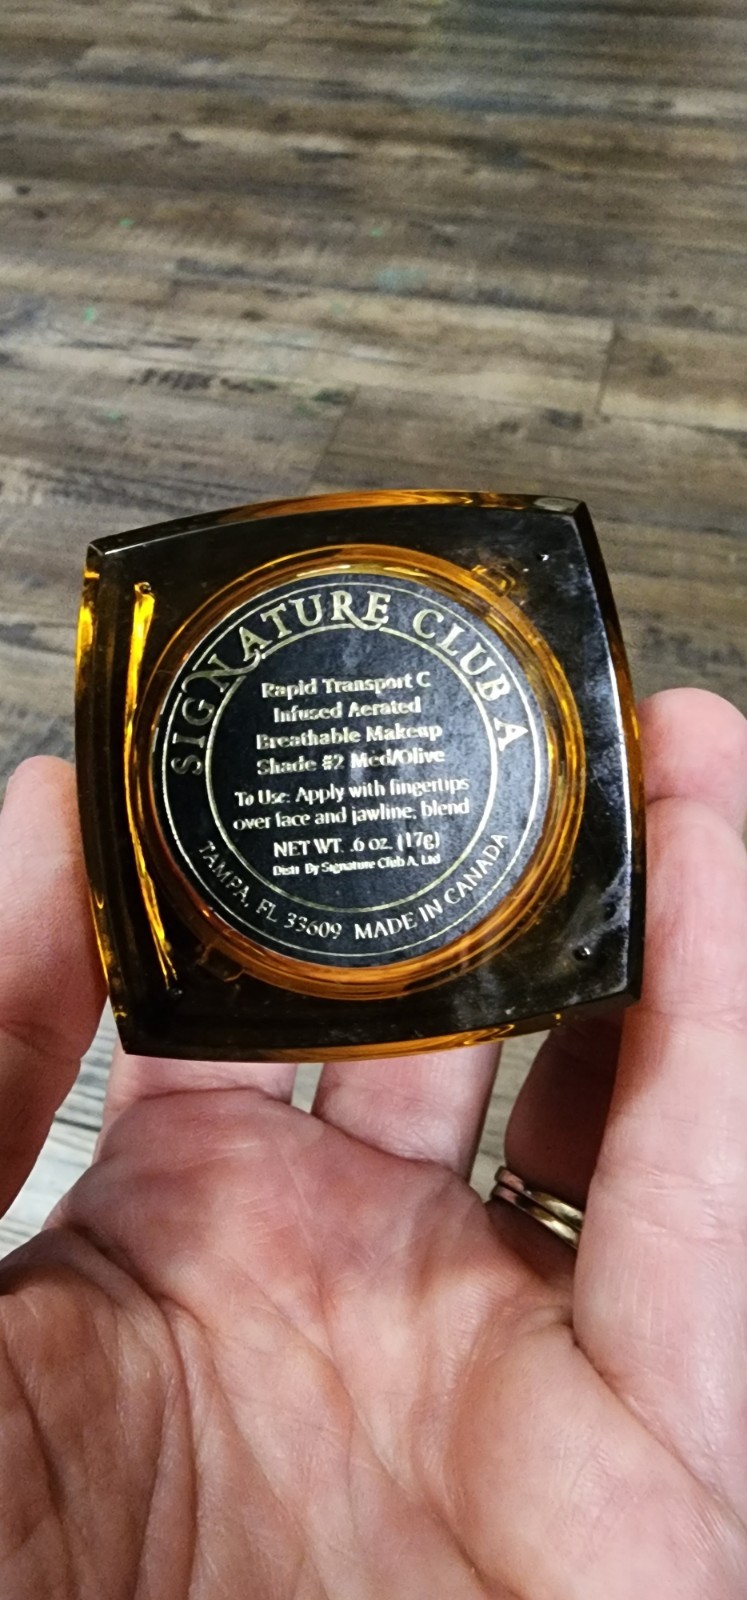 SIGNATURE CLUB A
Rapid Transport C
Infused Aerated
Breathable Makeup
Shade #2 Med/Olive
To Use: Apply with fingertips
over face and jawline, blend
NET WT. .6 oz. (17g)
Distr By Signature Club A, Ltd
TAMPA, FL 33609 MADE IN CANADA